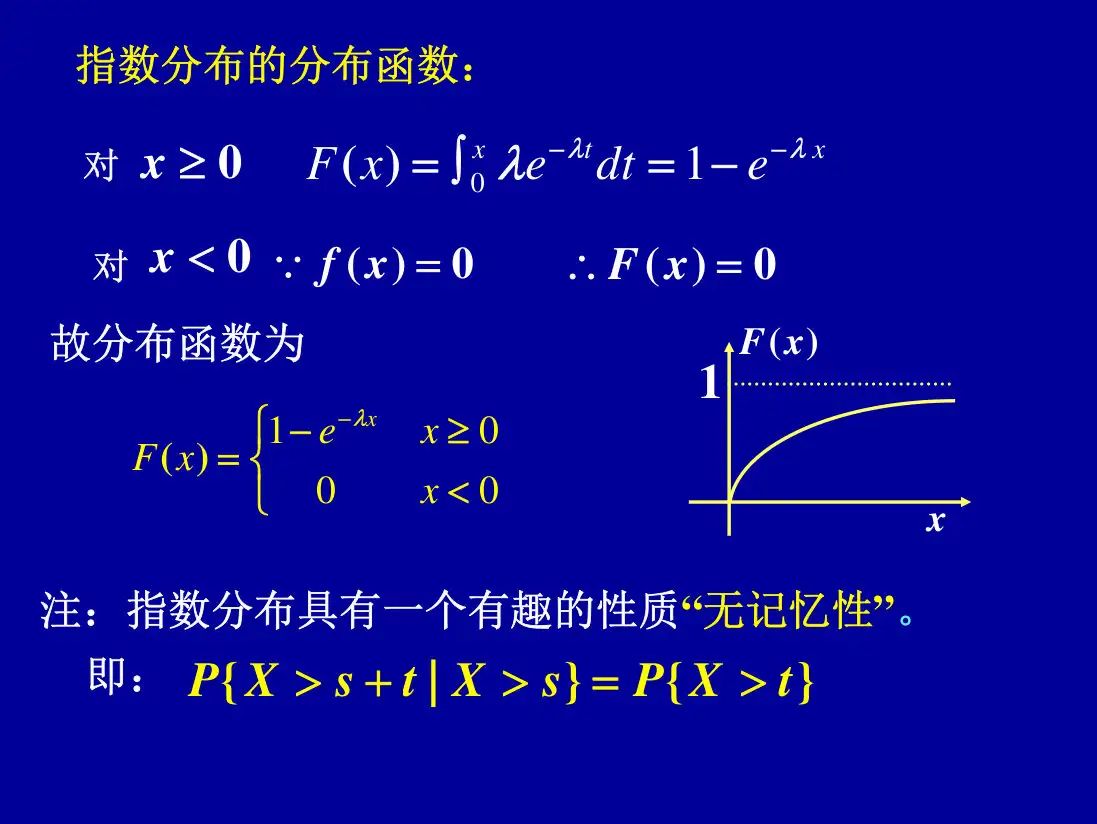 指数分布的分布函数：
对 x ≥ 0 F(x) = ∫₀ˣ λe^{−λt}dt = 1 − e^{−λx}
对 x < 0 ∵ f(x) = 0 ∴ F(x) = 0
故分布函数为
F(x)
1
F(x) = { 1 − e^{−λx} x ≥ 0
0 x < 0
x
注：指数分布具有一个有趣的性质“无记忆性”。
即： P{X > s + t | X > s} = P{X > t}